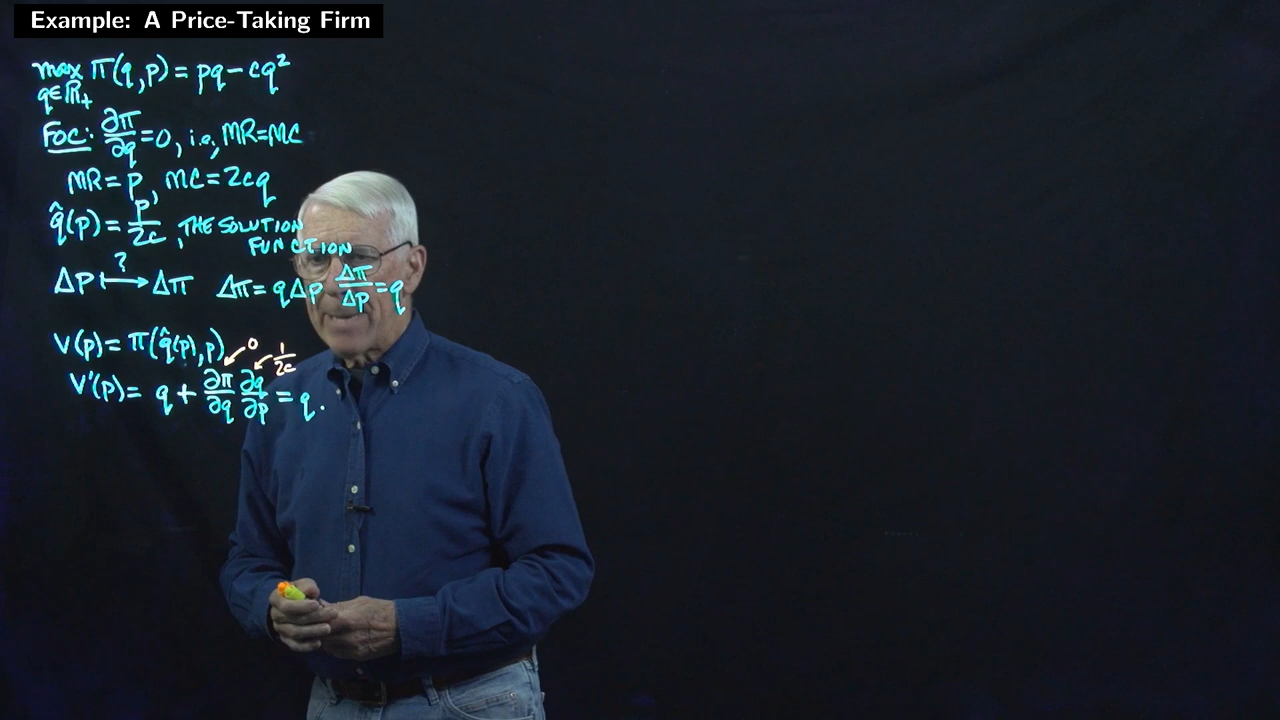 Example: A Price-Taking Firm
max π(q,p) = pq − cq²
q∈ℝ₊
FOC: ∂π/∂q = 0, i.e., MR=MC
MR = p, MC = 2cq
q̂(p) = p/2c, THE SOLUTION
FUNCTION
Δp ⟼ Δπ ? Δπ = qΔp Δπ/Δp = q
V(p) = π(q̂(p), p) 0 1/2c
V'(p) = q + ∂π/∂q ∂q/∂p = q.